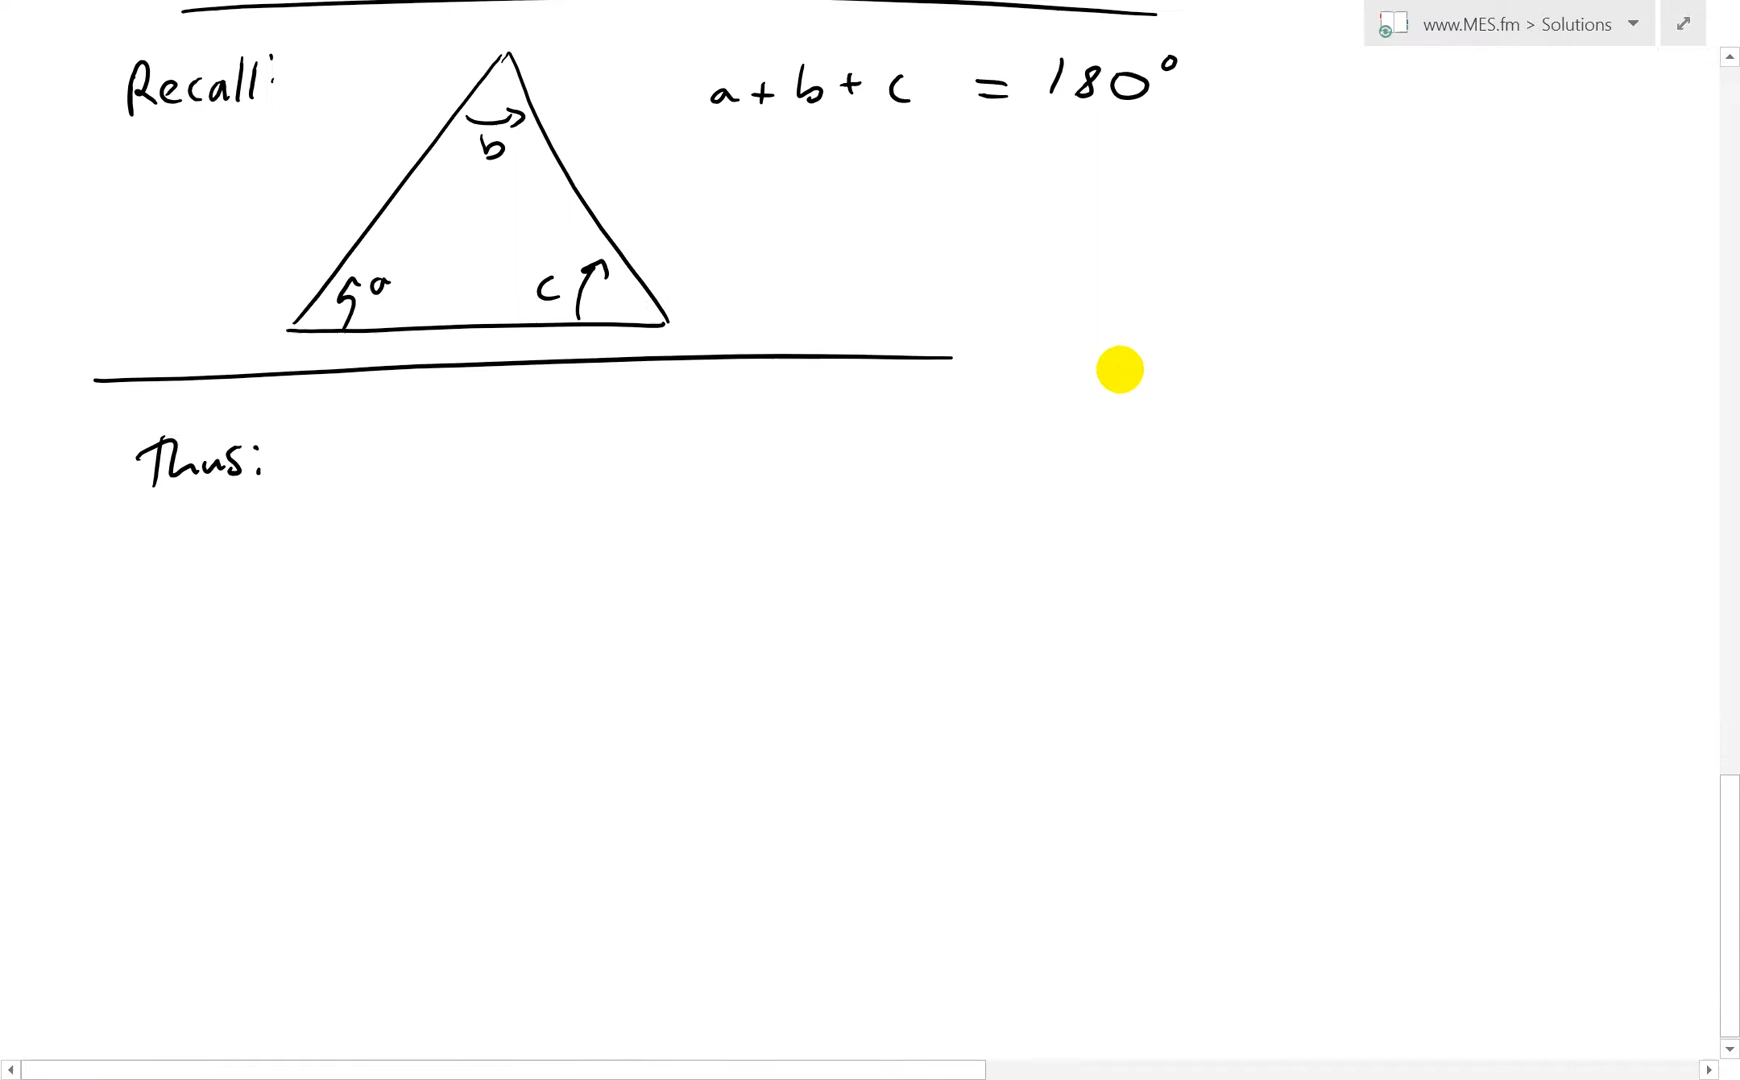 www.MES.fm > Solutions
Recall:
a + b + c = 180°
b
a
c
Thus: